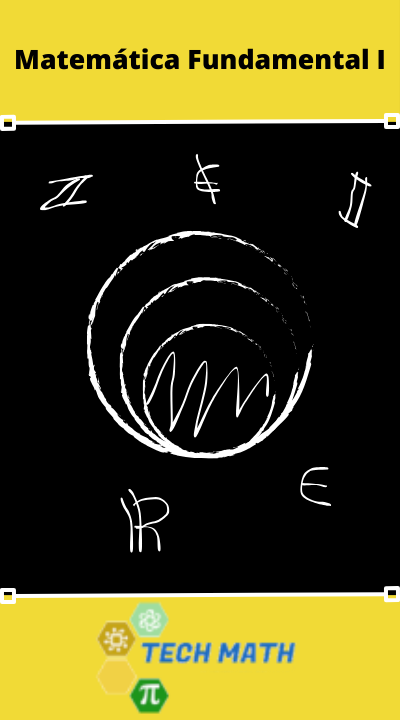 Matemática Fundamental I
ℤ ∉ 𝕀
ℝ ∈
π TECH MATH